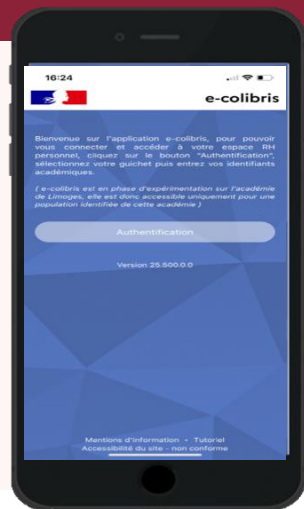 16:24
e-colibris
Bienvenue sur l'application e-colibris, pour pouvoir
vous connecter et accéder à votre espace RH
personnel, cliquez sur le bouton "Authentification",
sélectionnez votre guichet puis entrez vos identifiants
académiques.
( e-colibris est en phase d'expérimentation sur l'académie
de Limoges, elle est donc accessible uniquement pour une
population identifiée de cette académie )
Authentification
Version 25.500.0.0
Mentions d'information - Tutoriel
Accessibilité du site - non conforme